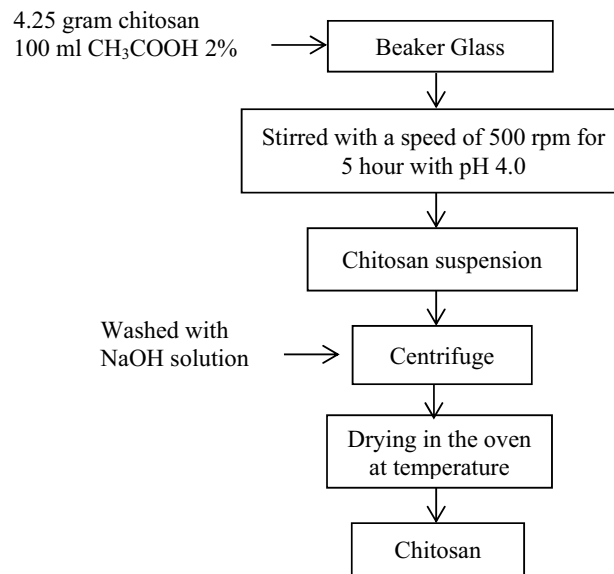 4.25 gram chitosan
100 ml CH₃COOH 2%
Beaker Glass
Stirred with a speed of 500 rpm for
5 hour with pH 4.0
Chitosan suspension
Washed with
NaOH solution
Centrifuge
Drying in the oven
at temperature
Chitosan